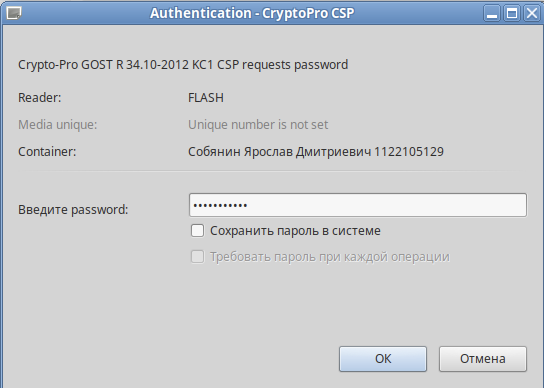 Authentication - CryptoPro CSP
Crypto-Pro GOST R 34.10-2012 KC1 CSP requests password
Reader: FLASH
Media unique: Unique number is not set
Container: Собянин Ярослав Дмитриевич 1122105129
Введите password: •••••••••••
Сохранить пароль в системе
Требовать пароль при каждой операции
ОК Отмена